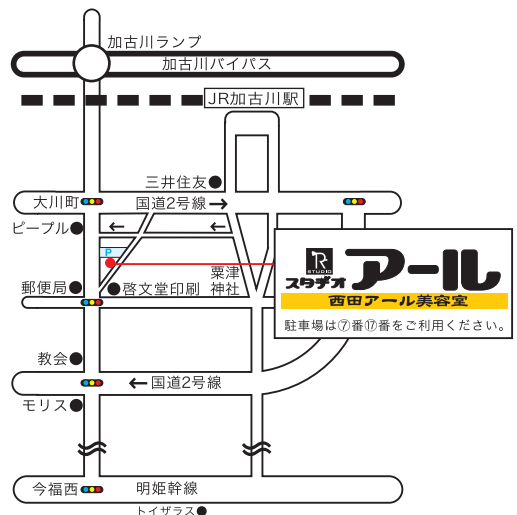 加古川ランプ
加古川バイパス
JR加古川駅
三井住友
大川町
国道2号線→
ピープル
←
←
P
R
STUDIO
スタヂオ
アール
西田アール美容室
駐車場は⑦番⑰番をご利用ください。
粟津
神社
郵便局
啓文堂印刷
教会
←国道2号線
モリス
今福西
明姫幹線
トイザラス